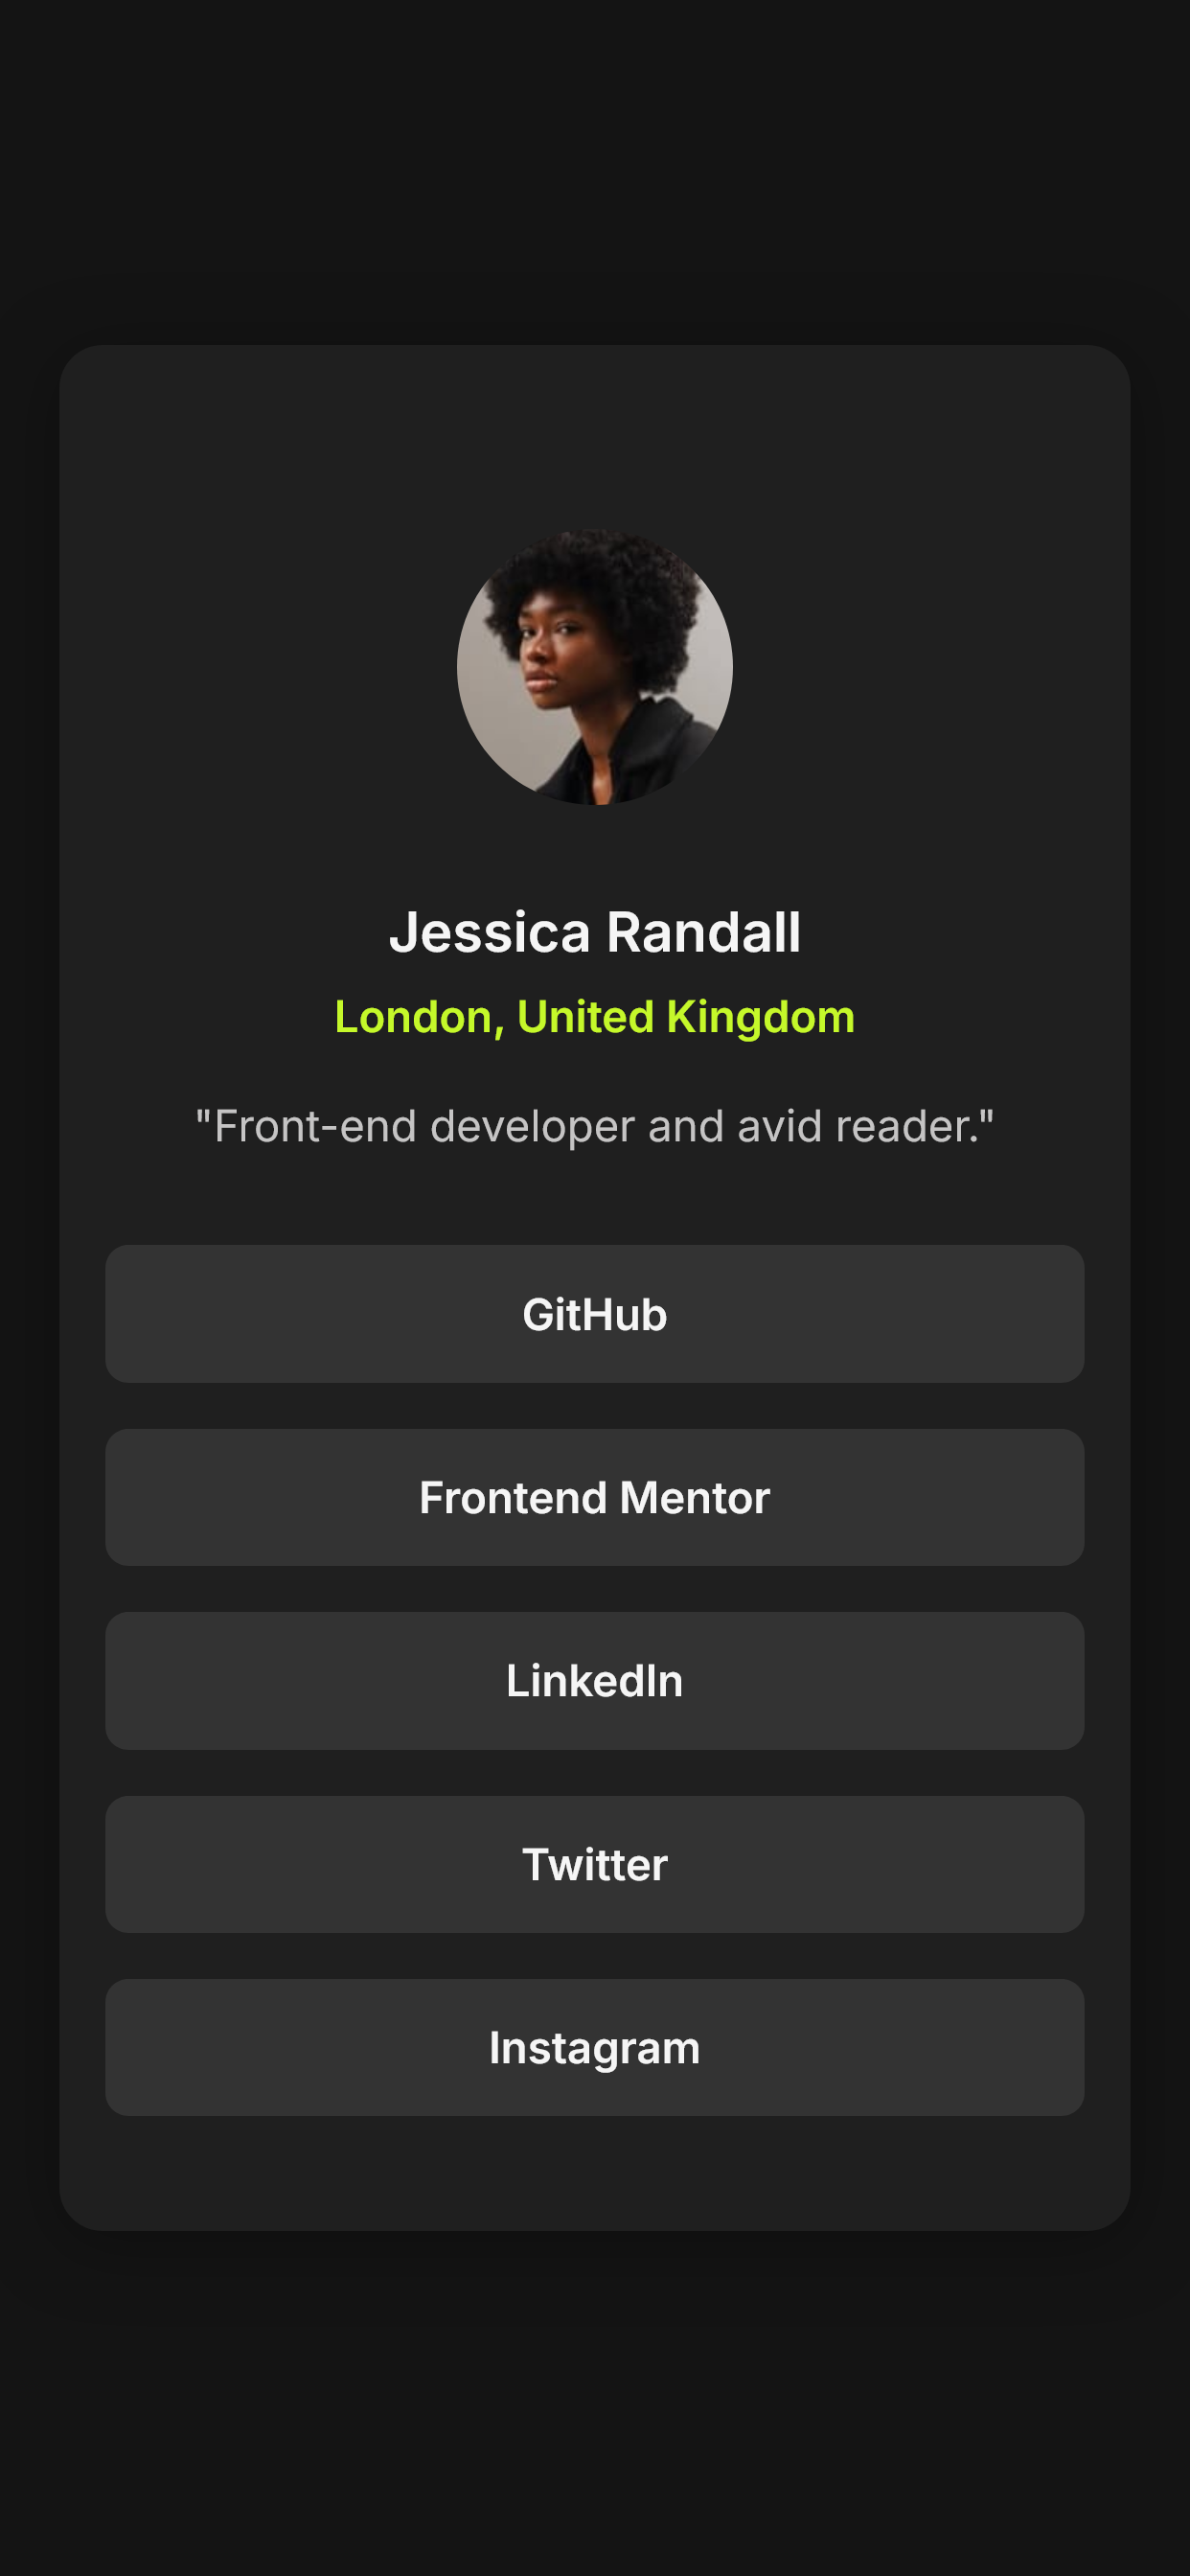 Jessica Randall
London, United Kingdom
"Front-end developer and avid reader."
GitHub
Frontend Mentor
LinkedIn
Twitter
Instagram